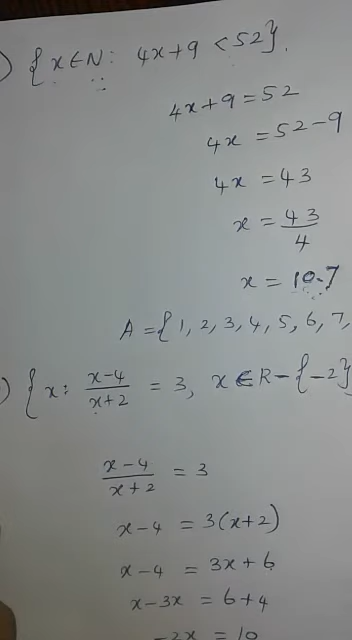 ) {x∈N: 4x+9 <52}.
4x+9 = 52
4x = 52-9
4x = 43
x = 43/4
x = 10.7
A = {1, 2, 3, 4, 5, 6, 7,
) {x: x-4/x+2 = 3, x∈R-{-2}
x-4/x+2 = 3
x-4 = 3(x+2)
x-4 = 3x+6
x-3x = 6+4
-2x = 10